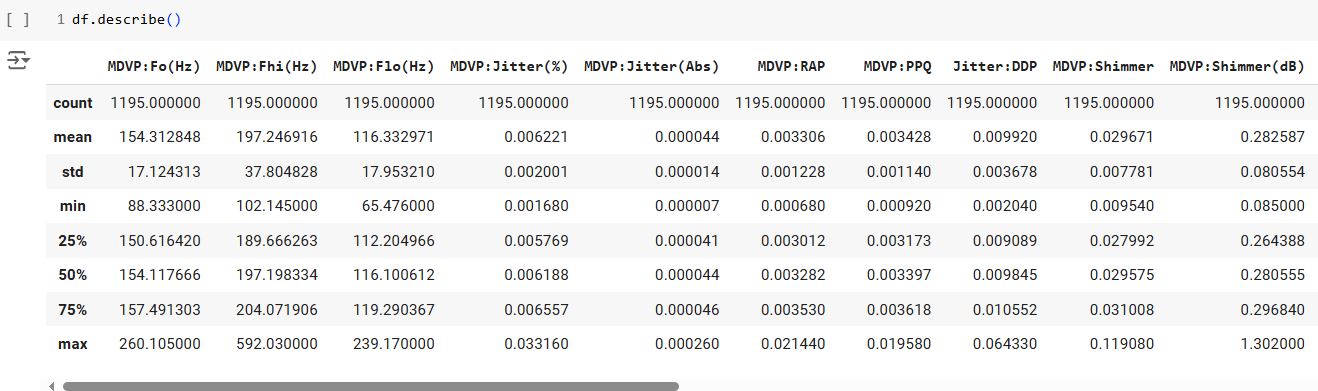 [ ] 1 df.describe()
MDVP:Fo(Hz) MDVP:Fhi(Hz) MDVP:Flo(Hz) MDVP:Jitter(%) MDVP:Jitter(Abs) MDVP:RAP MDVP:PPQ Jitter:DDP MDVP:Shimmer MDVP:Shimmer(dB)
count 1195.000000 1195.000000 1195.000000 1195.000000 1195.000000 1195.000000 1195.000000 1195.000000 1195.000000 1195.000000
mean 154.312848 197.246916 116.332971 0.006221 0.000044 0.003306 0.003428 0.009920 0.029671 0.282587
std 17.124313 37.804828 17.953210 0.002001 0.000014 0.001228 0.001140 0.003678 0.007781 0.080554
min 88.333000 102.145000 65.476000 0.001680 0.000007 0.000680 0.000920 0.002040 0.009540 0.085000
25% 150.616420 189.666263 112.204966 0.005769 0.000041 0.003012 0.003173 0.009089 0.027992 0.264388
50% 154.117666 197.198334 116.100612 0.006188 0.000044 0.003282 0.003397 0.009845 0.029575 0.280555
75% 157.491303 204.071906 119.290367 0.006557 0.000046 0.003530 0.003618 0.010552 0.031008 0.296840
max 260.105000 592.030000 239.170000 0.033160 0.000260 0.021440 0.019580 0.064330 0.119080 1.302000